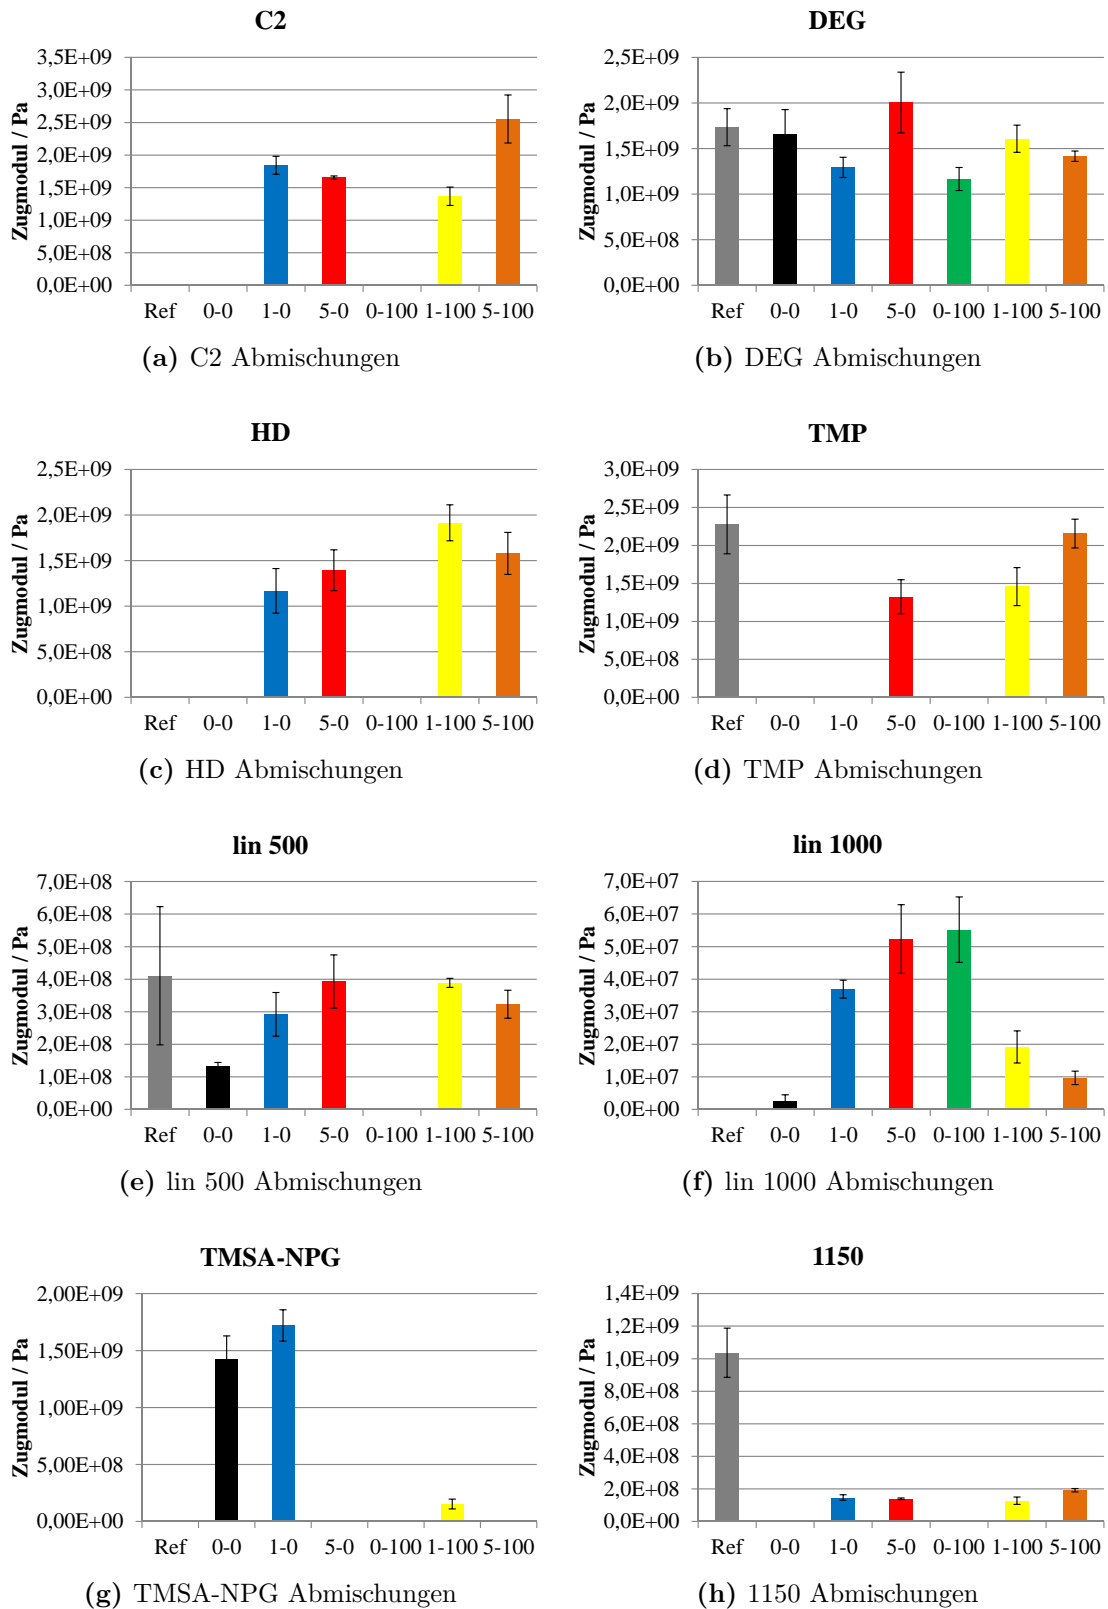 C2
Zugmodul / Pa
3,5E+09
3,0E+09
2,5E+09
2,0E+09
1,5E+09
1,0E+09
5,0E+08
0,0E+00
Ref 0-0 1-0 5-0 0-100 1-100 5-100
(a) C2 Abmischungen
DEG
Zugmodul / Pa
2,5E+09
2,0E+09
1,5E+09
1,0E+09
5,0E+08
0,0E+00
Ref 0-0 1-0 5-0 0-100 1-100 5-100
(b) DEG Abmischungen
HD
Zugmodul / Pa
2,5E+09
2,0E+09
1,5E+09
1,0E+09
5,0E+08
0,0E+00
Ref 0-0 1-0 5-0 0-100 1-100 5-100
(c) HD Abmischungen
TMP
Zugmodul / Pa
3,0E+09
2,5E+09
2,0E+09
1,5E+09
1,0E+09
5,0E+08
0,0E+00
Ref 0-0 1-0 5-0 0-100 1-100 5-100
(d) TMP Abmischungen
lin 500
Zugmodul / Pa
7,0E+08
6,0E+08
5,0E+08
4,0E+08
3,0E+08
2,0E+08
1,0E+08
0,0E+00
Ref 0-0 1-0 5-0 0-100 1-100 5-100
(e) lin 500 Abmischungen
lin 1000
Zugmodul / Pa
7,0E+07
6,0E+07
5,0E+07
4,0E+07
3,0E+07
2,0E+07
1,0E+07
0,0E+00
Ref 0-0 1-0 5-0 0-100 1-100 5-100
(f) lin 1000 Abmischungen
TMSA-NPG
Zugmodul / Pa
2,00E+09
1,50E+09
1,00E+09
5,00E+08
0,00E+00
Ref 0-0 1-0 5-0 0-100 1-100 5-100
(g) TMSA-NPG Abmischungen
1150
Zugmodul / Pa
1,4E+09
1,2E+09
1,0E+09
8,0E+08
6,0E+08
4,0E+08
2,0E+08
0,0E+00
Ref 0-0 1-0 5-0 0-100 1-100 5-100
(h) 1150 Abmischungen